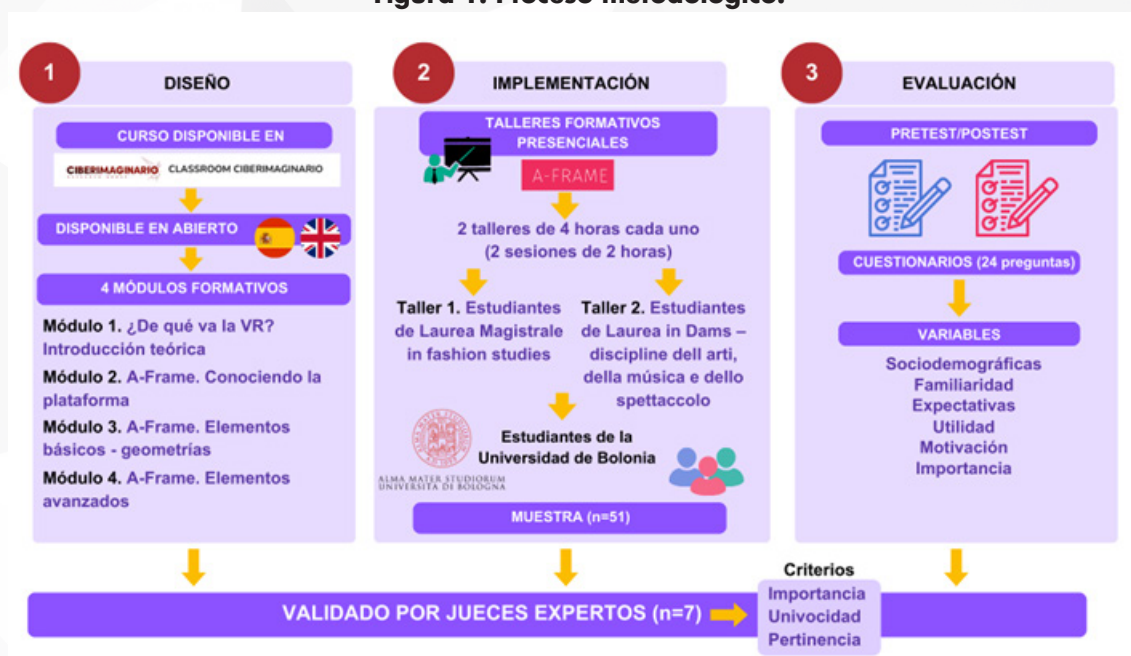 Figura 1. Proceso metodológico.
1
DISEÑO
CURSO DISPONIBLE EN
CIBERIMAGINARIO
CLASSROOM CIBERIMAGINARIO
DISPONIBLE EN ABIERTO
4 MÓDULOS FORMATIVOS
Módulo 1. ¿De qué va la VR?
Introducción teórica
Módulo 2. A-Frame. Conociendo la
plataforma
Módulo 3. A-Frame. Elementos
básicos - geometrías
Módulo 4. A-Frame. Elementos
avanzados
2
IMPLEMENTACIÓN
TALLERES FORMATIVOS
PRESENCIALES
A-FRAME
2 talleres de 4 horas cada uno
(2 sesiones de 2 horas)
Taller 1. Estudiantes
de Laurea Magistrale
in fashion studies
Taller 2. Estudiantes
de Laurea in Dams –
discipline dell arti,
della música e dello
spettaccolo
Estudiantes de la
Universidad de Bolonia
ALMA MATER STUDIORUM
UNIVERSITÀ DI BOLOGNA
MUESTRA (n=51)
3
EVALUACIÓN
PRETEST/POSTEST
CUESTIONARIOS (24 preguntas)
VARIABLES
Sociodemográficas
Familiaridad
Expectativas
Utilidad
Motivación
Importancia
VALIDADO POR JUECES EXPERTOS (n=7)
Criterios
Importancia
Univocidad
Pertinencia